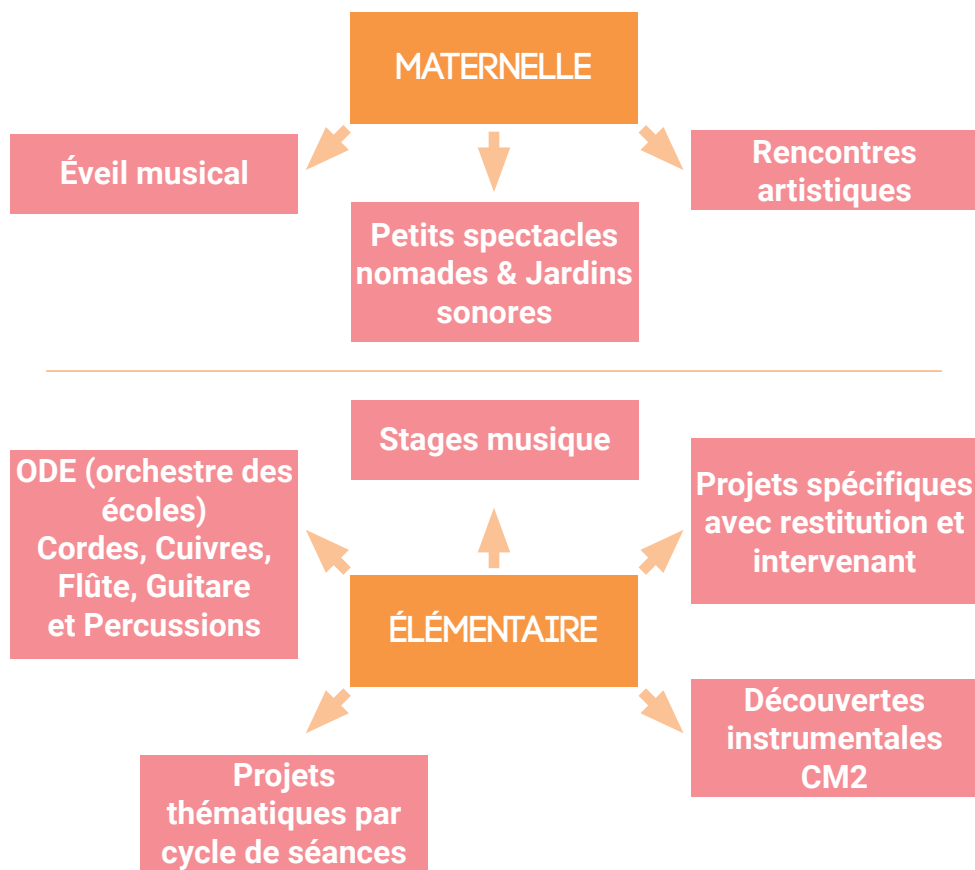 MATERNELLE
Éveil musical
Rencontres
artistiques
Petits spectacles
nomades & Jardins
sonores
Stages musique
ODE (orchestre des
écoles)
Cordes, Cuivres,
Flûte, Guitare
et Percussions
Projets spécifiques
avec restitution et
intervenant
ÉLÉMENTAIRE
Découvertes
instrumentales
CM2
Projets
thématiques par
cycle de séances